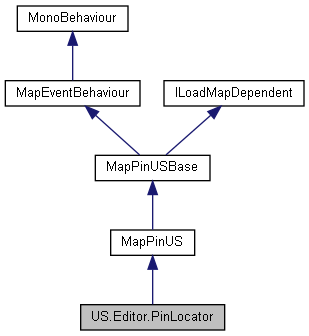 MonoBehaviour
MapEventBehaviour
ILoadMapDependent
MapPinUSBase
MapPinUS
US.Editor.PinLocator